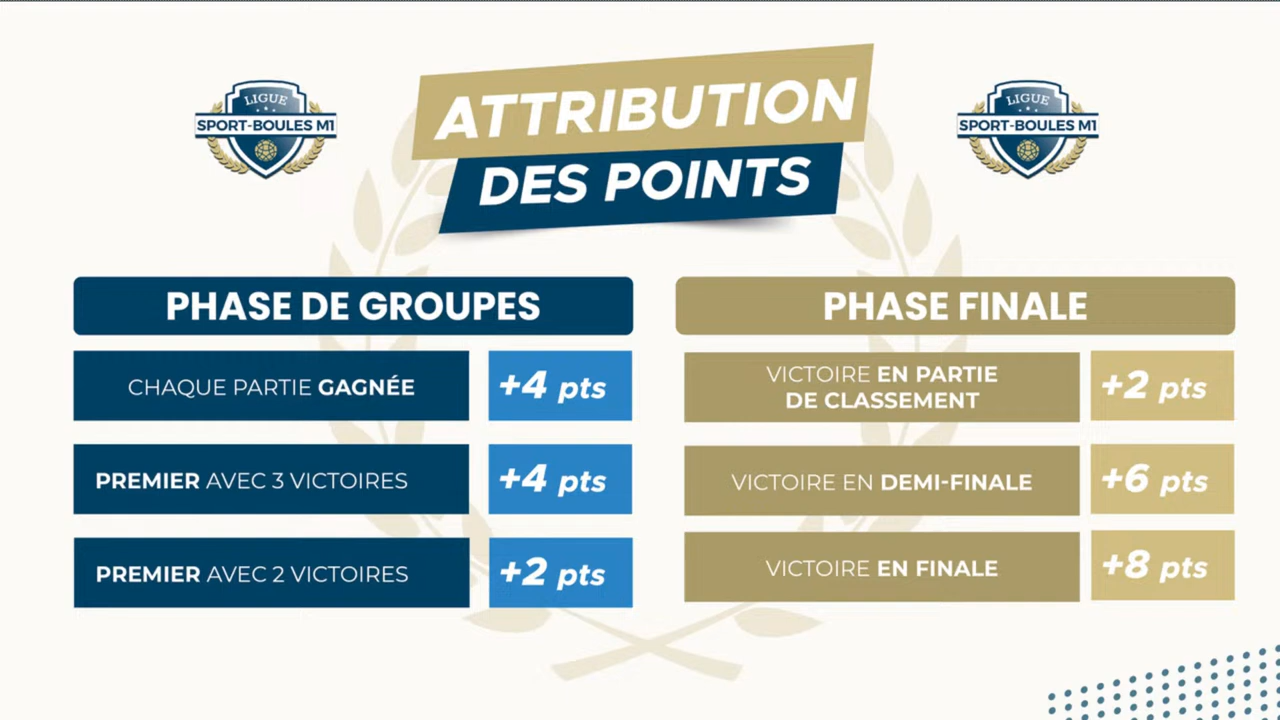 LIGUE
SPORT-BOULES M1
ATTRIBUTION
DES POINTS
LIGUE
SPORT-BOULES M1
PHASE DE GROUPES
CHAQUE PARTIE GAGNÉE
+4 pts
PREMIER AVEC 3 VICTOIRES
+4 pts
PREMIER AVEC 2 VICTOIRES
+2 pts
PHASE FINALE
VICTOIRE EN PARTIE
DE CLASSEMENT
+2 pts
VICTOIRE EN DEMI-FINALE
+6 pts
VICTOIRE EN FINALE
+8 pts